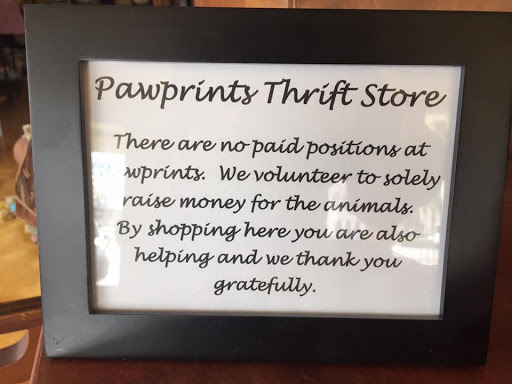 Pawprints Thrift Store
There are no paid positions at
wprints. We volunteer to solely
raise money for the animals.
By shopping here you are also
helping and we thank you
gratefully.